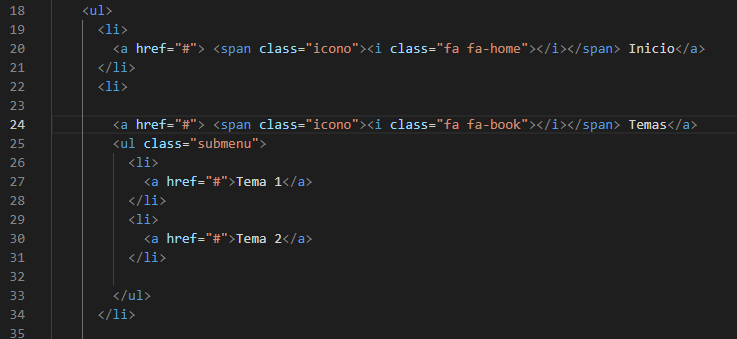 18 <ul>
19 <li>
20 <a href="#"> <span class="icono"><i class="fa fa-home"></i></span> Inicio</a>
21 </li>
22 <li>
23
24 <a href="#"> <span class="icono"><i class="fa fa-book"></i></span> Temas</a>
25 <ul class="submenu">
26 <li>
27 <a href="#">Tema 1</a>
28 </li>
29 <li>
30 <a href="#">Tema 2</a>
31 </li>
32
33 </ul>
34 </li>
35